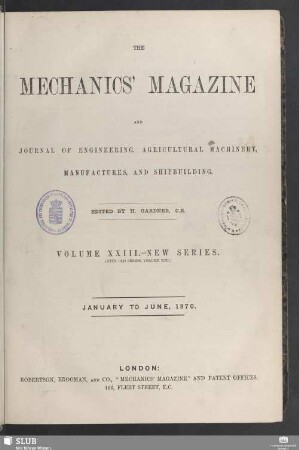 THE
MECHANICS' MAGAZINE
AND
JOURNAL OF ENGINEERING, AGRICULTURAL MACHINERY,
MANUFACTURES, AND SHIPBUILDING.
EDITED BY H. GARDNER, C.E.
VOLUME XXIII.—NEW SERIES.
JANUARY TO JUNE, 1870.
LONDON:
ROBERTSON, BROOMAN, AND CO., "MECHANICS' MAGAZINE" AND PATENT OFFICES,
166, FLEET STREET, E.C.
SLUB